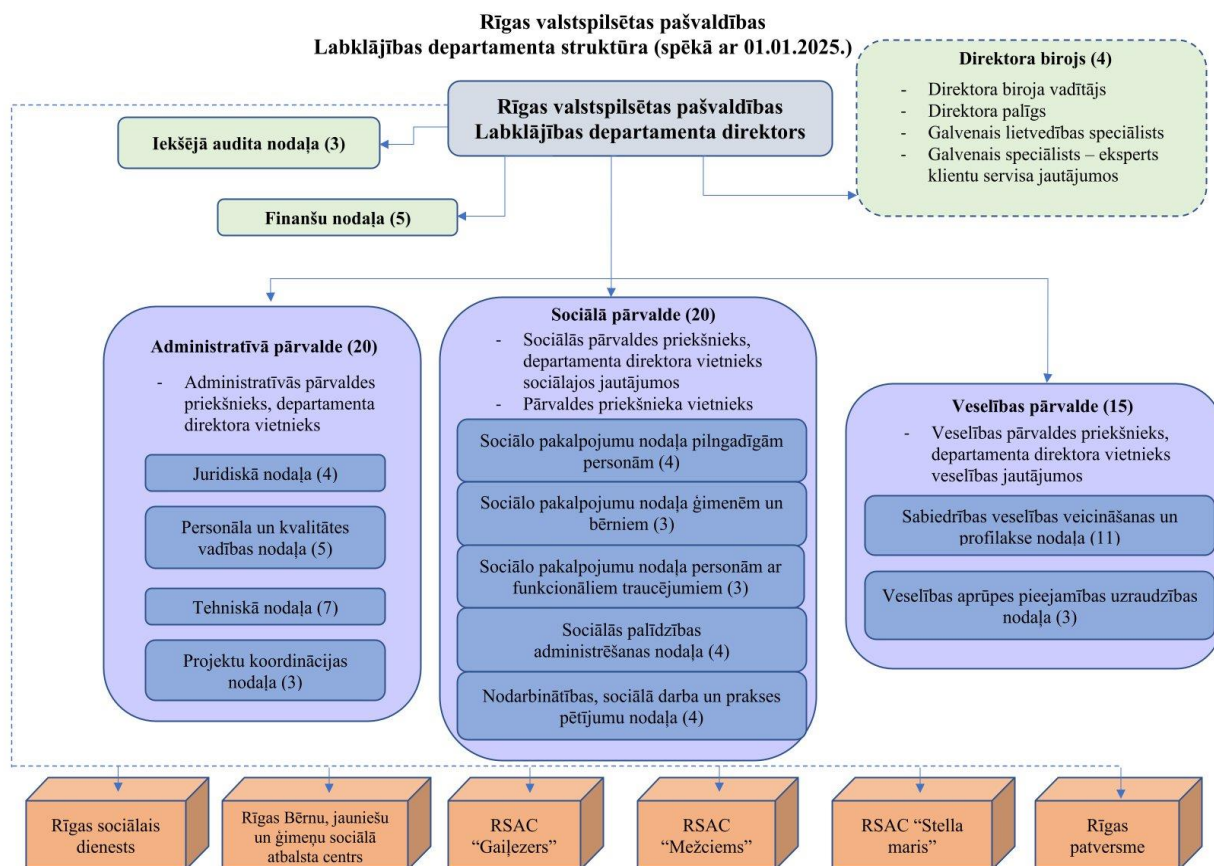 Rīgas valstspilsētas pašvaldības
Labklājības departamenta struktūra (spēkā ar 01.01.2025.)
Direktora birojs (4)
- Direktora biroja vadītājs
- Direktora palīgs
- Galvenais lietvedības speciālists
- Galvenais speciālists – eksperts
klientu servisa jautājumos
Rīgas valstspilsētas pašvaldības
Labklājības departamenta direktors
Iekšējā audita nodaļa (3)
Finanšu nodaļa (5)
Administratīvā pārvalde (20)
- Administratīvās pārvaldes
priekšnieks, departamenta
direktora vietnieks
Juridiskā nodaļa (4)
Personāla un kvalitātes
vadības nodaļa (5)
Tehniskā nodaļa (7)
Projektu koordinācijas
nodaļa (3)
Sociālā pārvalde (20)
- Sociālās pārvaldes priekšnieks,
departamenta direktora vietnieks
sociālajos jautājumos
- Pārvaldes priekšnieka vietnieks
Sociālo pakalpojumu nodaļa pilngadīgām
personām (4)
Sociālo pakalpojumu nodaļa ģimenēm un
bērniem (3)
Sociālo pakalpojumu nodaļa personām ar
funkcionāliem traucējumiem (3)
Sociālās palīdzības
administrēšanas nodaļa (4)
Nodarbinātības, sociālā darba un prakses
pētījumu nodaļa (4)
Veselības pārvalde (15)
- Veselības pārvaldes priekšnieks,
departamenta direktora vietnieks
veselības jautājumos
Sabiedrības veselības veicināšanas un
profilakse nodaļa (11)
Veselības aprūpes pieejamības uzraudzības
nodaļa (3)
Rīgas sociālais
dienests
Rīgas Bērnu, jauniešu
un ģimeņu sociālā
atbalsta centrs
RSAC
“Gaiļezers”
RSAC
“Mežciems”
RSAC “Stella
maris”
Rīgas
patversme